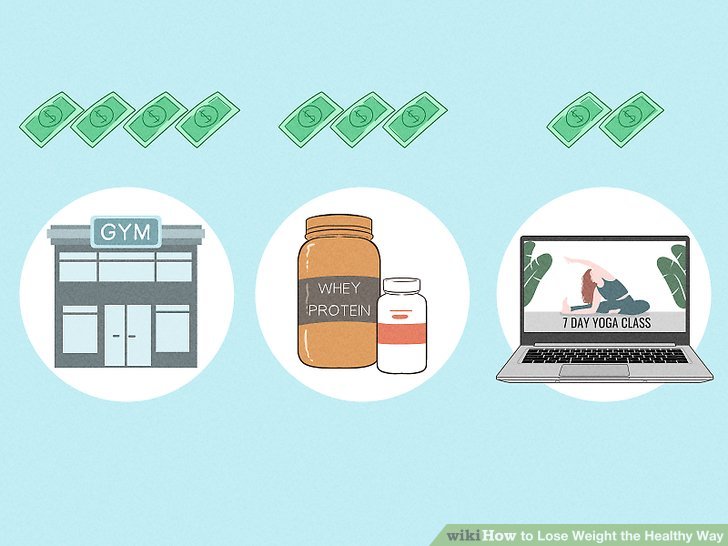 GYM
WHEY
PROTEIN
7 DAY YOGA CLASS
wikiHow to Lose Weight the Healthy Way